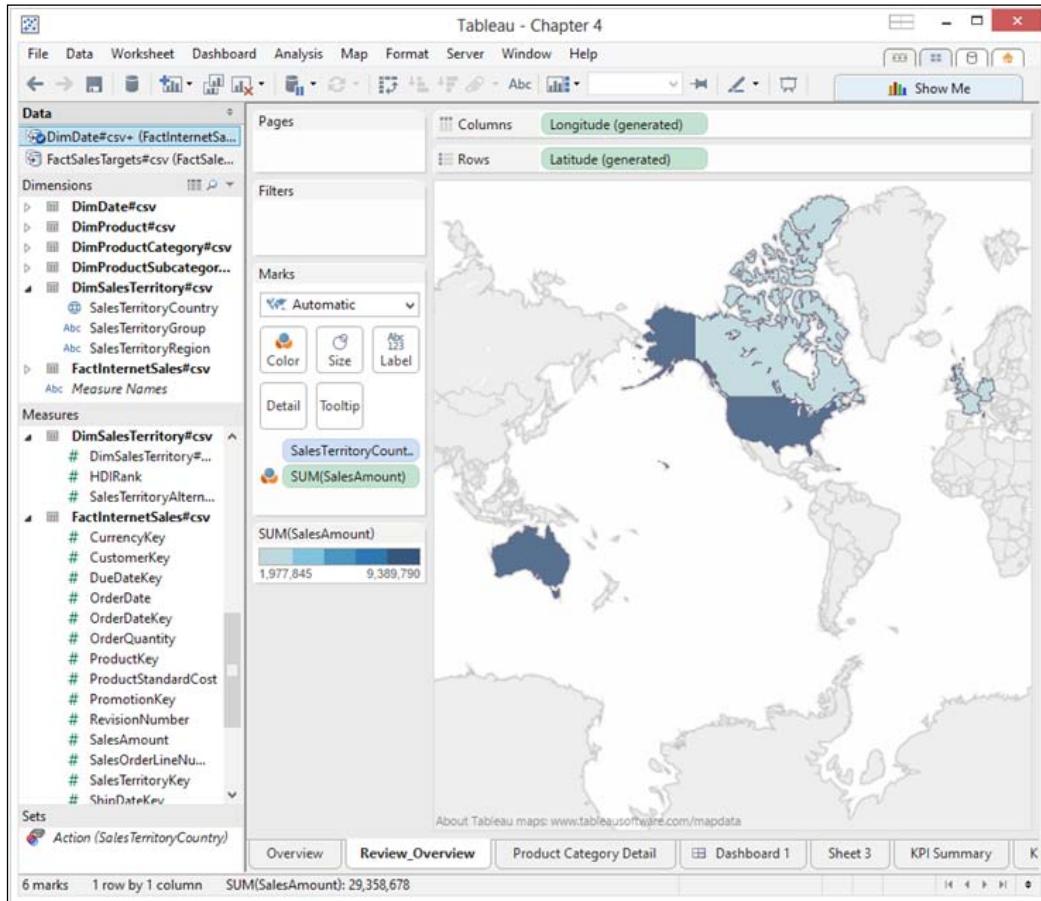 Tableau - Chapter 4
File Data Worksheet Dashboard Analysis Map Format Server Window Help
Abc
Show Me
Data
DimDate#csv+ (FactInternetSa...
FactSalesTargets#csv (FactSale...
Dimensions
DimDate#csv
DimProduct#csv
DimProductCategory#csv
DimProductSubcategor...
DimSalesTerritory#csv
SalesTerritoryCountry
Abc SalesTerritoryGroup
Abc SalesTerritoryRegion
FactInternetSales#csv
Abc Measure Names
Measures
DimSalesTerritory#csv
# DimSalesTerritory#...
# HDIRank
# SalesTerritoryAltern...
FactInternetSales#csv
# CurrencyKey
# CustomerKey
# DueDateKey
# OrderDate
# OrderDateKey
# OrderQuantity
# ProductKey
# ProductStandardCost
# PromotionKey
# RevisionNumber
# SalesAmount
# SalesOrderLineNu...
# SalesTerritoryKey
# ShipDateKey
Sets
Action (SalesTerritoryCountry)
Pages
Filters
Marks
Automatic
Color Size Abc 123 Label
Detail Tooltip
SalesTerritoryCount..
SUM(SalesAmount)
SUM(SalesAmount)
1,977,845 9,389,790
Columns Longitude (generated)
Rows Latitude (generated)
About Tableau maps: www.tableausoftware.com/mapdata
Overview Review_Overview Product Category Detail Dashboard 1 Sheet 3 KPI Summary K
6 marks 1 row by 1 column SUM(SalesAmount): 29,358,678